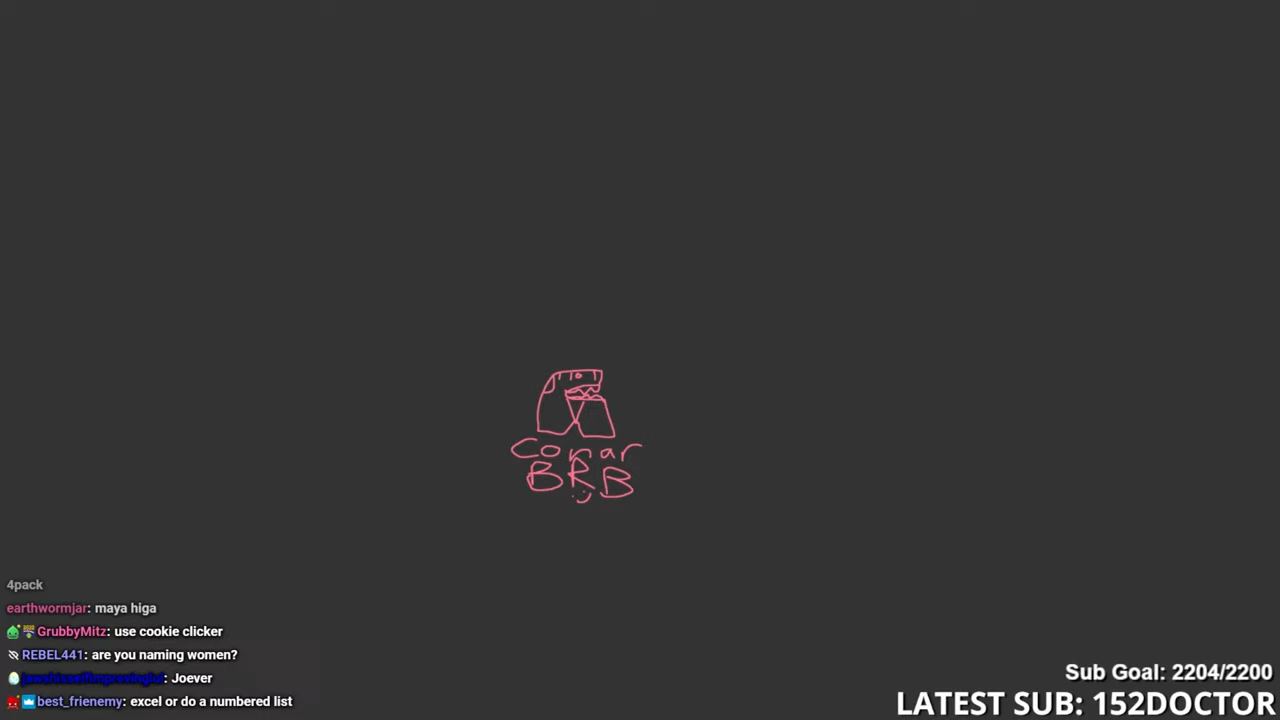 Conar
BRB
:)
4pack
earthwormjar: maya higa
GrubbyMitz: use cookie clicker
REBEL441: are you naming women?
: Joever
best_frienemy: excel or do a numbered list
Sub Goal: 2204/2200
LATEST SUB: 152DOCTOR